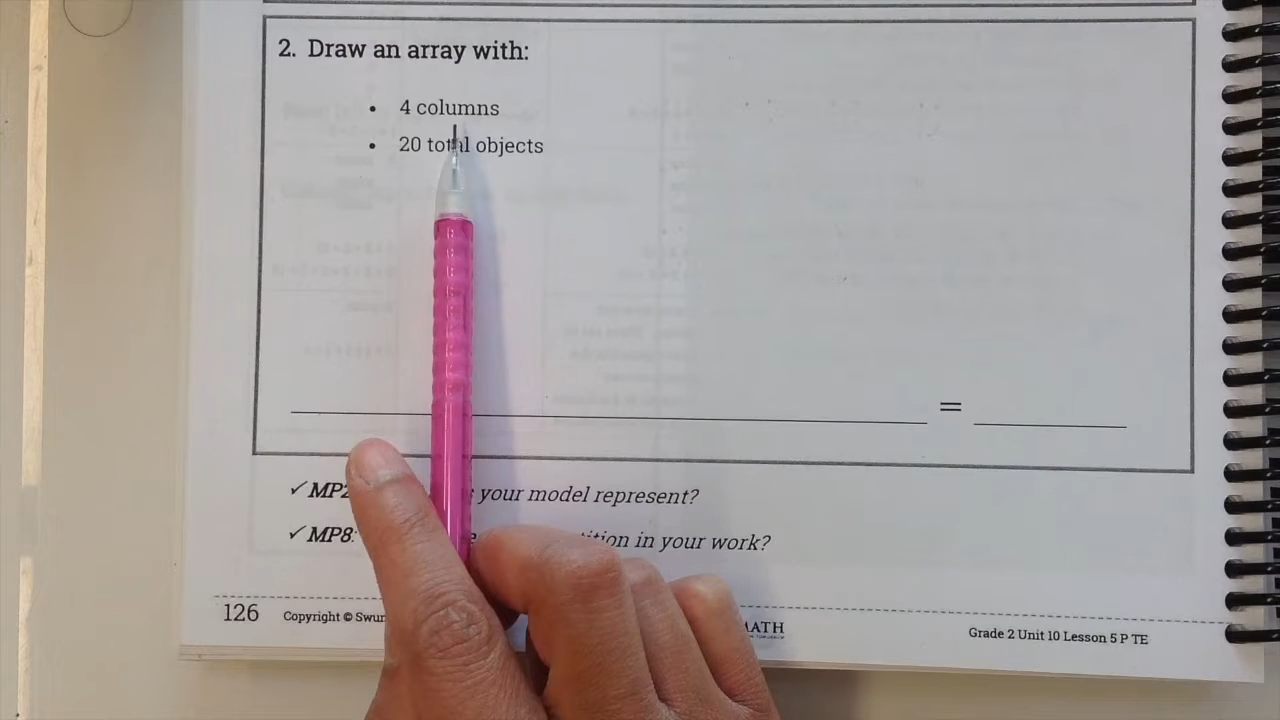 2. Draw an array with:
• 4 columns
• 20 total objects
=
✓ MP2 your model represent?
✓ MP8: in your work?
126 Copyright © Swun MATH Grade 2 Unit 10 Lesson 5 P TE